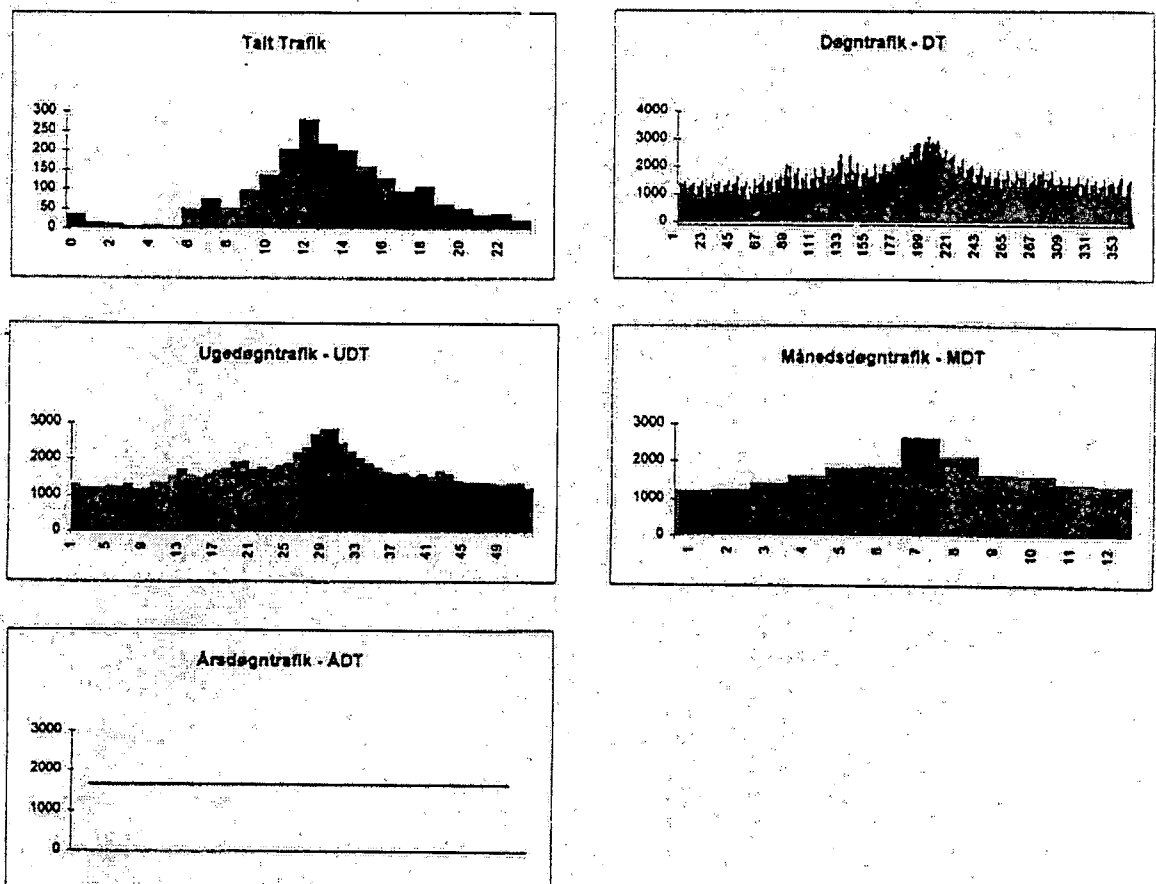 Talt Trafik
300
250
200
150
100
50
0
0 2 4 6 8 10 12 14 16 18 20 22
Døgntrafik - DT
4000
3000
2000
1000
0
1 23 45 67 89 111 133 155 177 199 221 243 265 267 309 331 353
Ugedøgntrafik - UDT
3000
2000
1000
0
1 5 9 13 17 21 25 29 33 37 41 45 49
Månedsdøgntrafik - MDT
3000
2000
1000
0
1 2 3 4 5 6 7 8 9 10 11 12
Årsdøgntrafik - ÅDT
3000
2000
1000
0